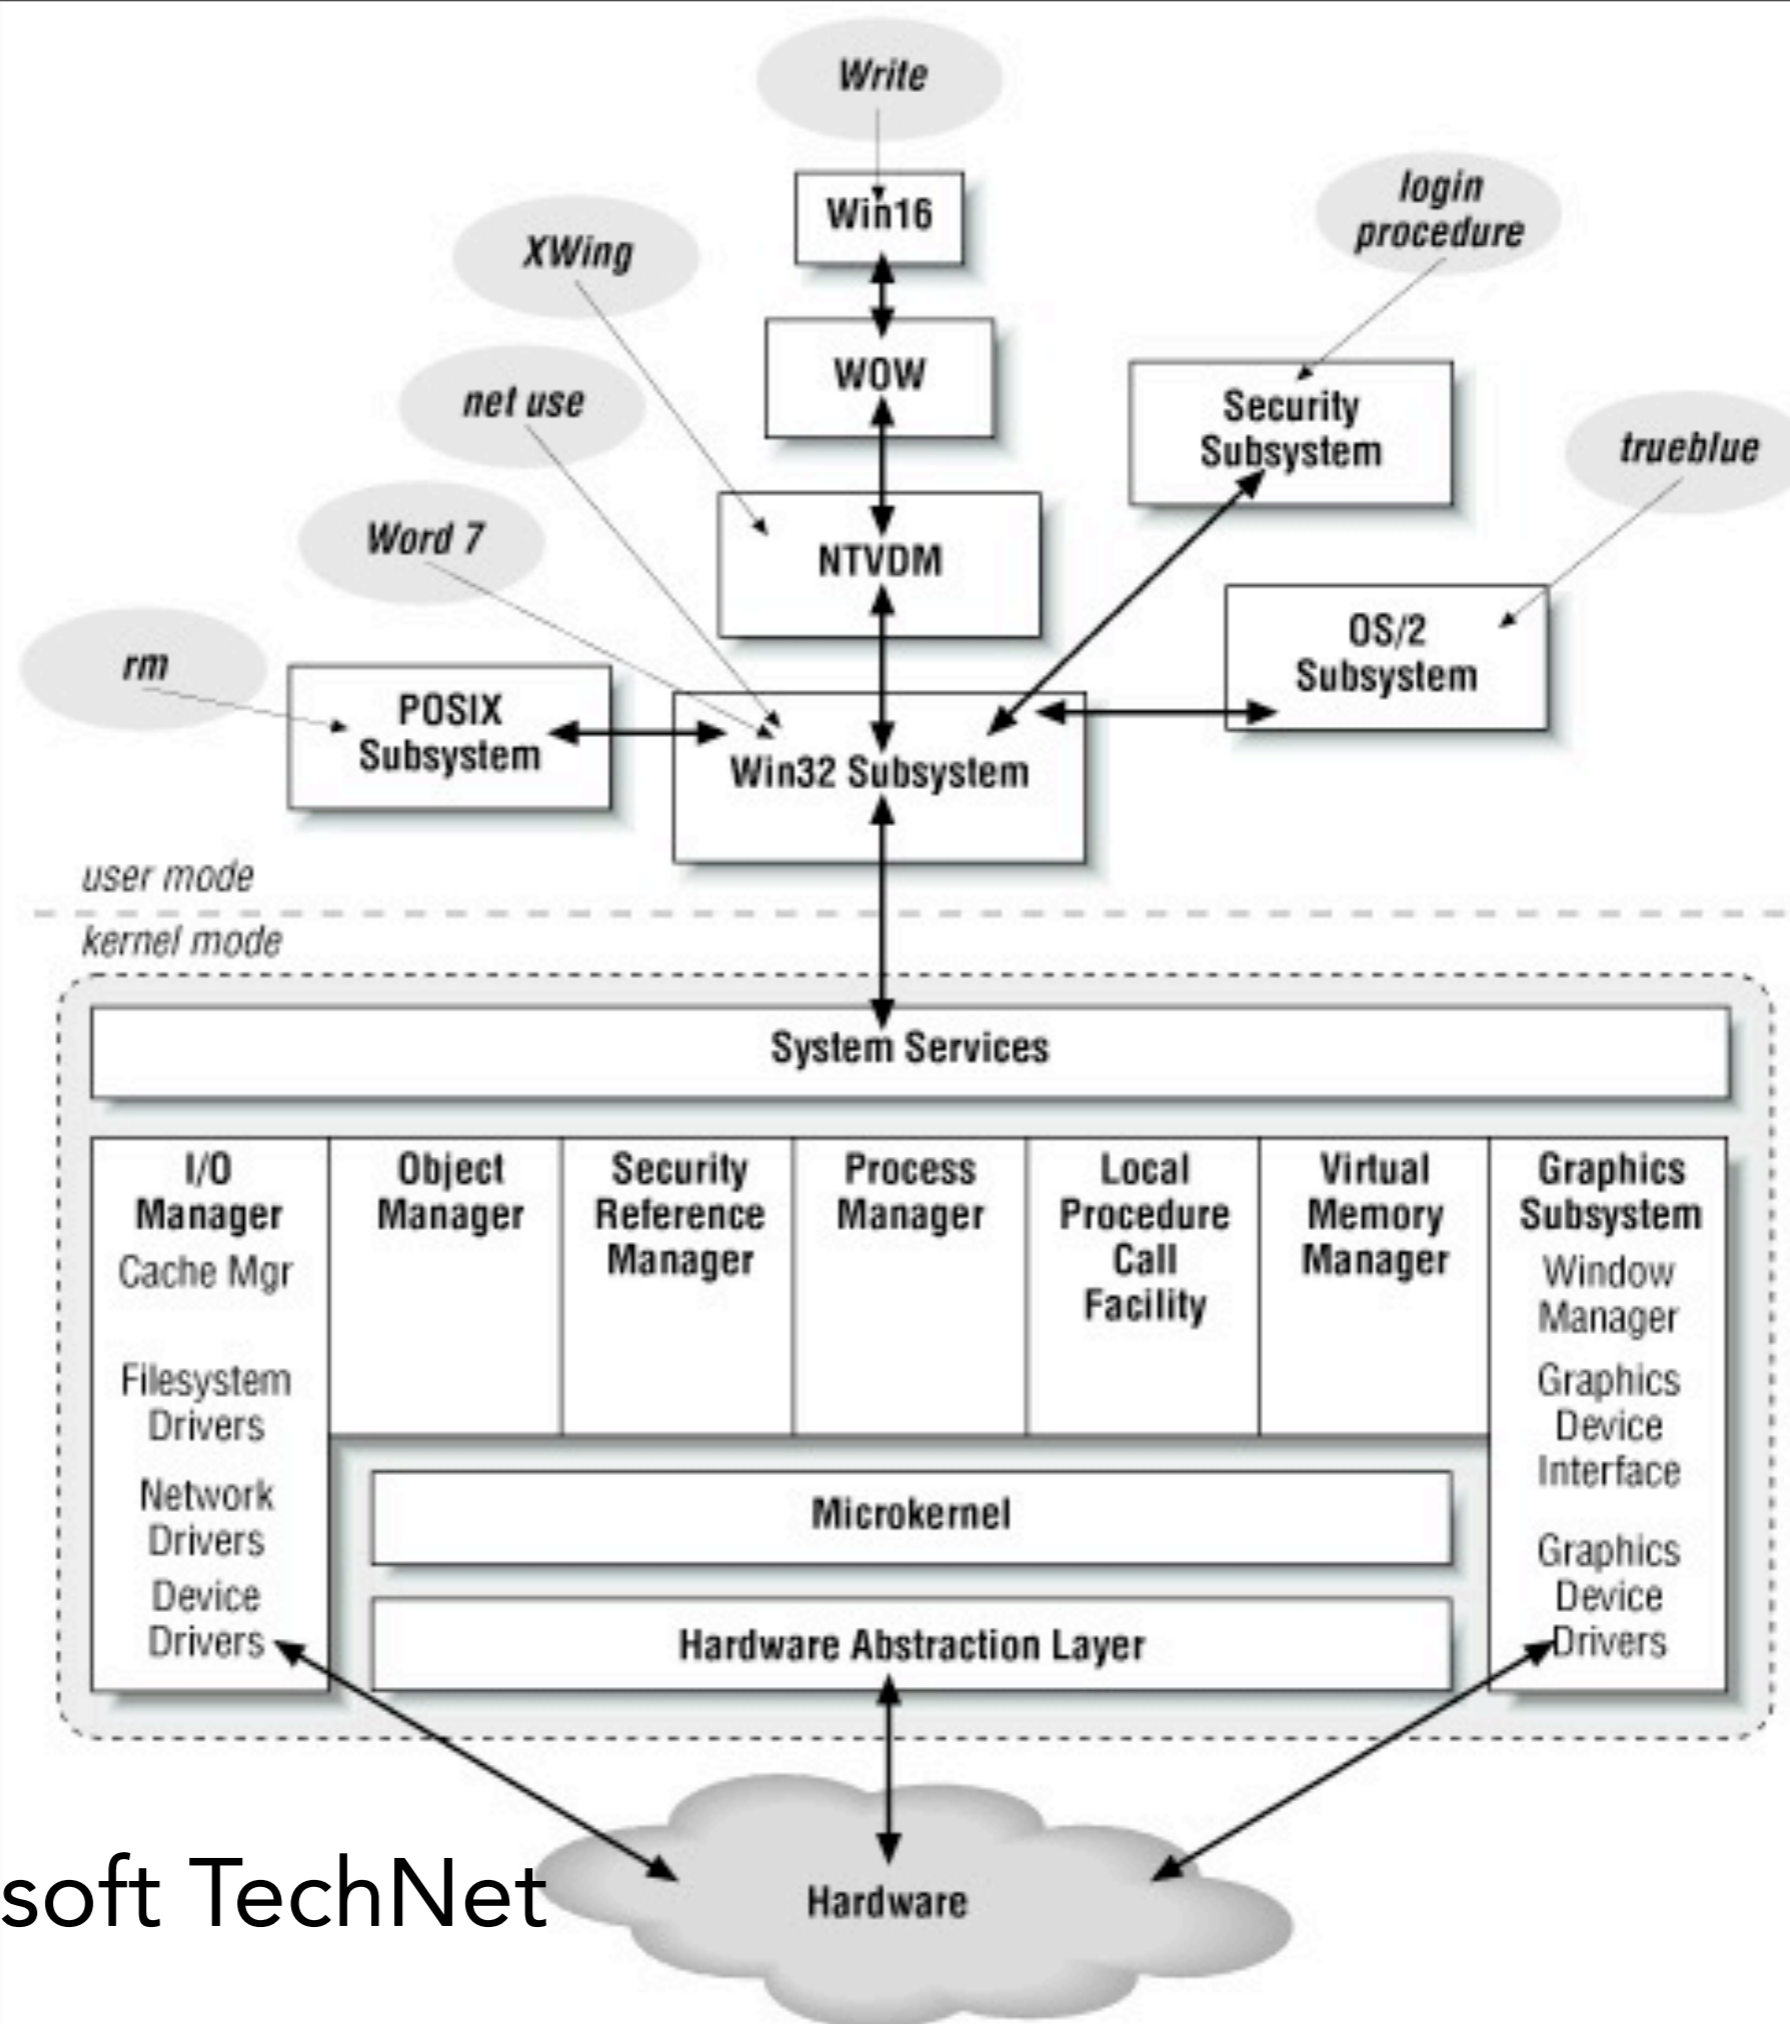 Write
Win16
login
procedure
XWing
WOW
net use
Security
Subsystem
trueblue
Word 7
NTVDM
rm
POSIX
Subsystem
OS/2
Subsystem
Win32 Subsystem
user mode
kernel mode
System Services
I/O
Manager
Cache Mgr
Filesystem
Drivers
Network
Drivers
Device
Drivers
Object
Manager
Security
Reference
Manager
Process
Manager
Local
Procedure
Call
Facility
Virtual
Memory
Manager
Graphics
Subsystem
Window
Manager
Graphics
Device
Interface
Graphics
Device
Drivers
Microkernel
Hardware Abstraction Layer
soft TechNet
Hardware